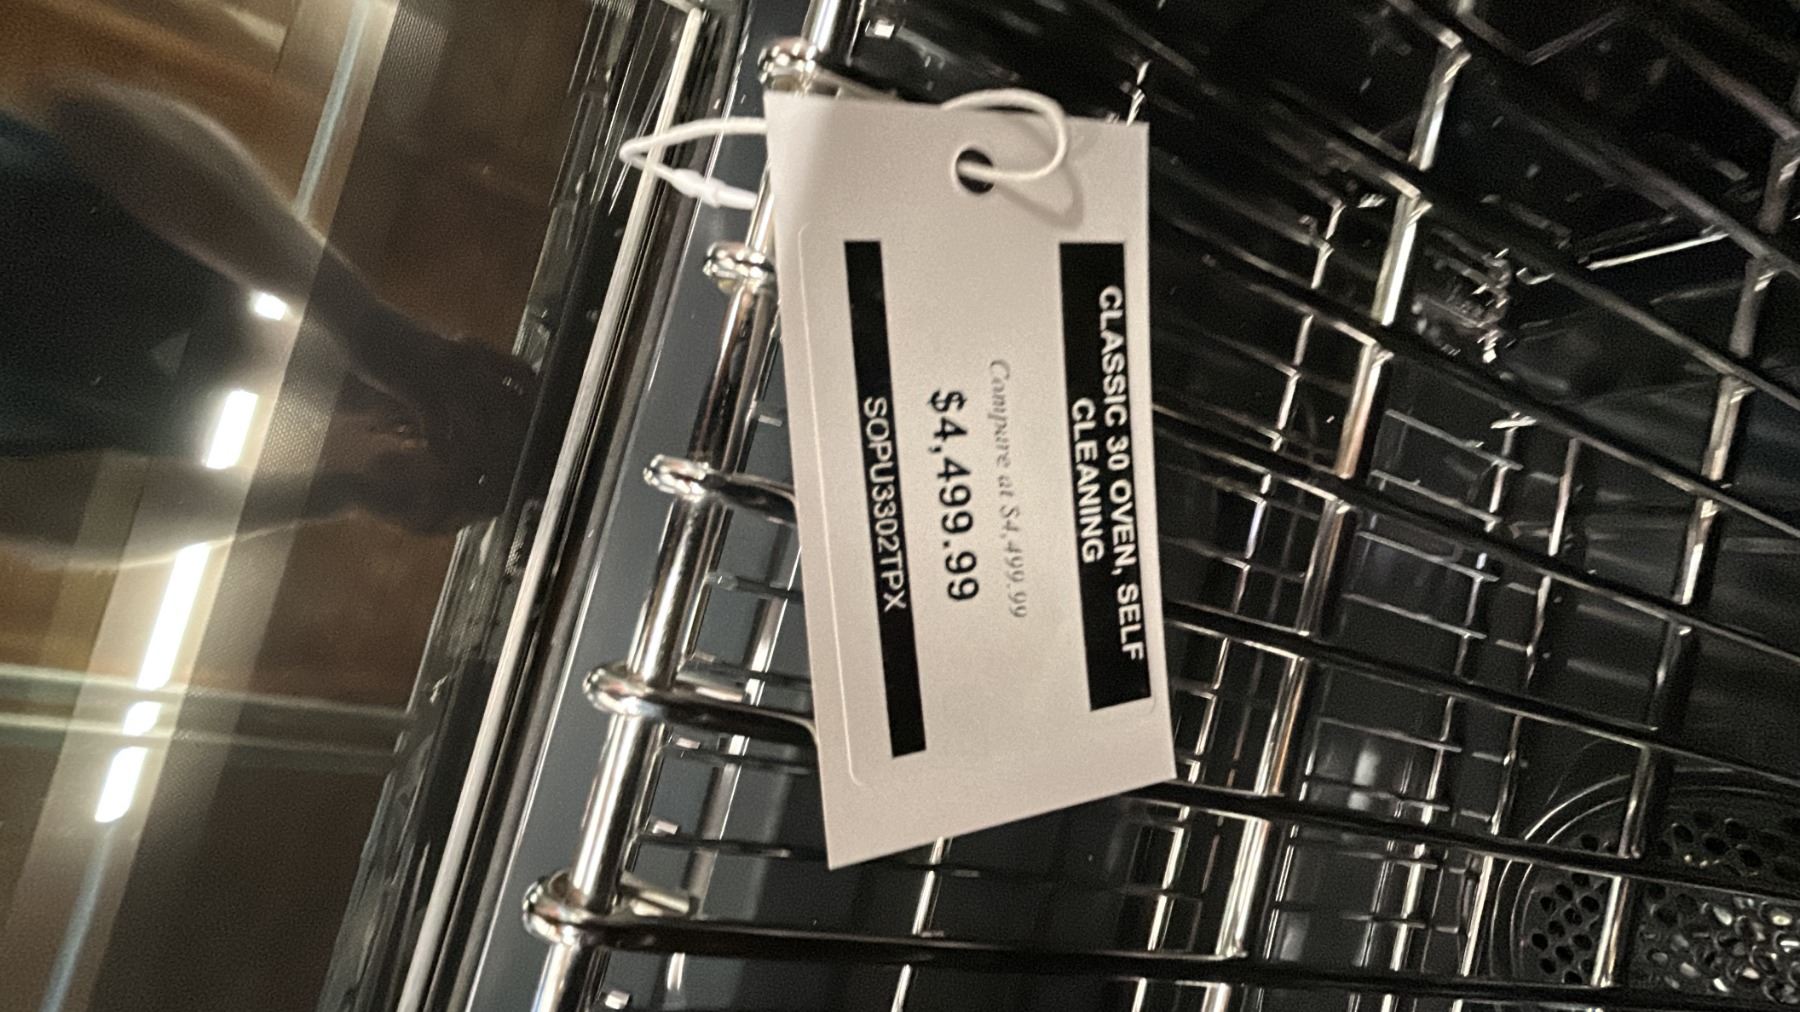 CLASSIC 30 OVEN, SELF
CLEANING
Compare at $4,499.99
$4,499.99
SOPU3302TPX